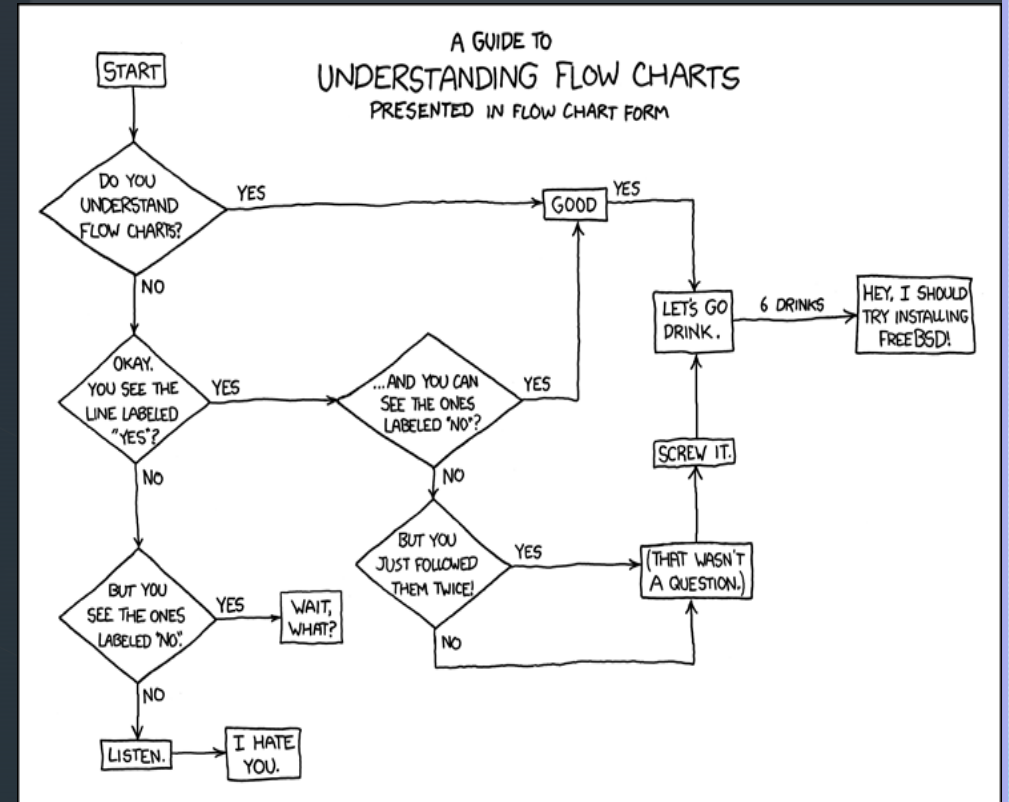 A GUIDE TO
UNDERSTANDING FLOW CHARTS
PRESENTED IN FLOW CHART FORM
START
DO YOU
UNDERSTAND
FLOW CHARTS?
YES
GOOD
YES
NO
LET'S GO
DRINK.
6 DRINKS
HEY, I SHOULD
TRY INSTALLING
FREEBSD!
OKAY.
YOU SEE THE
LINE LABELED
"YES"?
YES
...AND YOU CAN
SEE THE ONES
LABELED "NO"?
YES
NO
NO
SCREW IT.
BUT YOU
JUST FOLLOWED
THEM TWICE!
YES
(THAT WASN'T
A QUESTION.)
NO
BUT YOU
SEE THE ONES
LABELED "NO".
YES
WAIT,
WHAT?
NO
LISTEN.
I HATE
YOU.